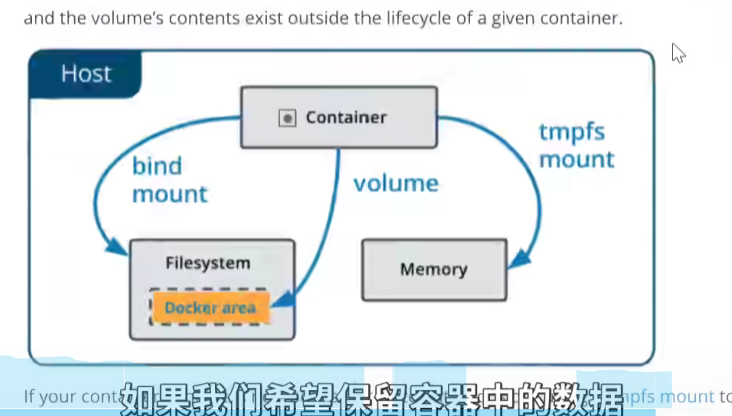 and the volume's contents exist outside the lifecycle of a given container.
Host
Container
bind
mount
volume
tmpfs
mount
Filesystem
Docker area
Memory
If your
mount to
如果我们希望保留容器中的数据